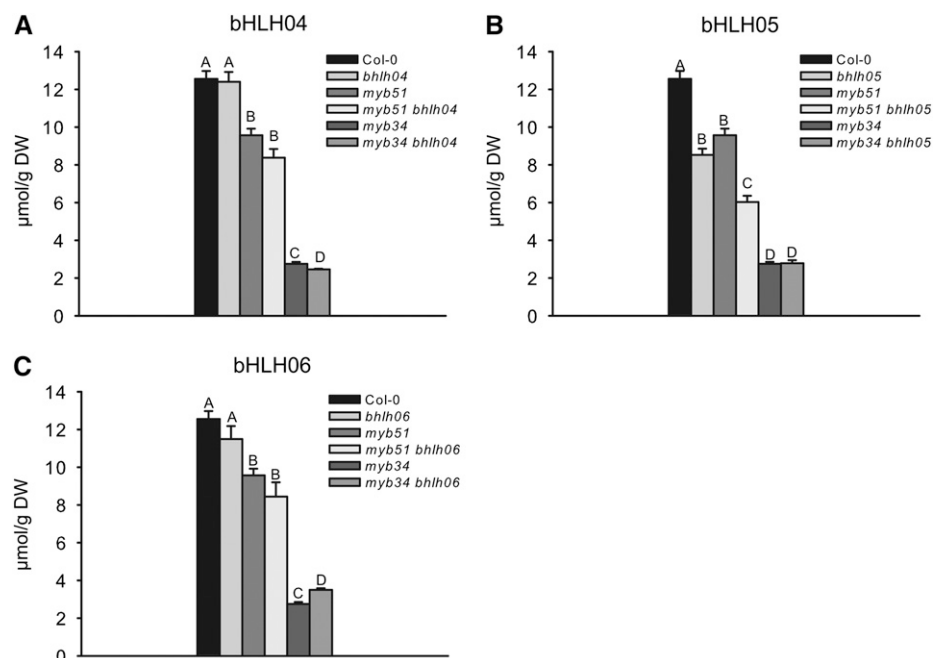 A
bHLH04
14
12
10
8
6
4
2
0
µmol/g DW
A A B B C D
Col-0
bhlh04
myb51
myb51 bhlh04
myb34
myb34 bhlh04
B
bHLH05
14
12
10
8
6
4
2
0
µmol/g DW
A B B C D D
Col-0
bhlh05
myb51
myb51 bhlh05
myb34
myb34 bhlh05
C
bHLH06
14
12
10
8
6
4
2
0
µmol/g DW
A A B B C D
Col-0
bhlh06
myb51
myb51 bhlh06
myb34
myb34 bhlh06